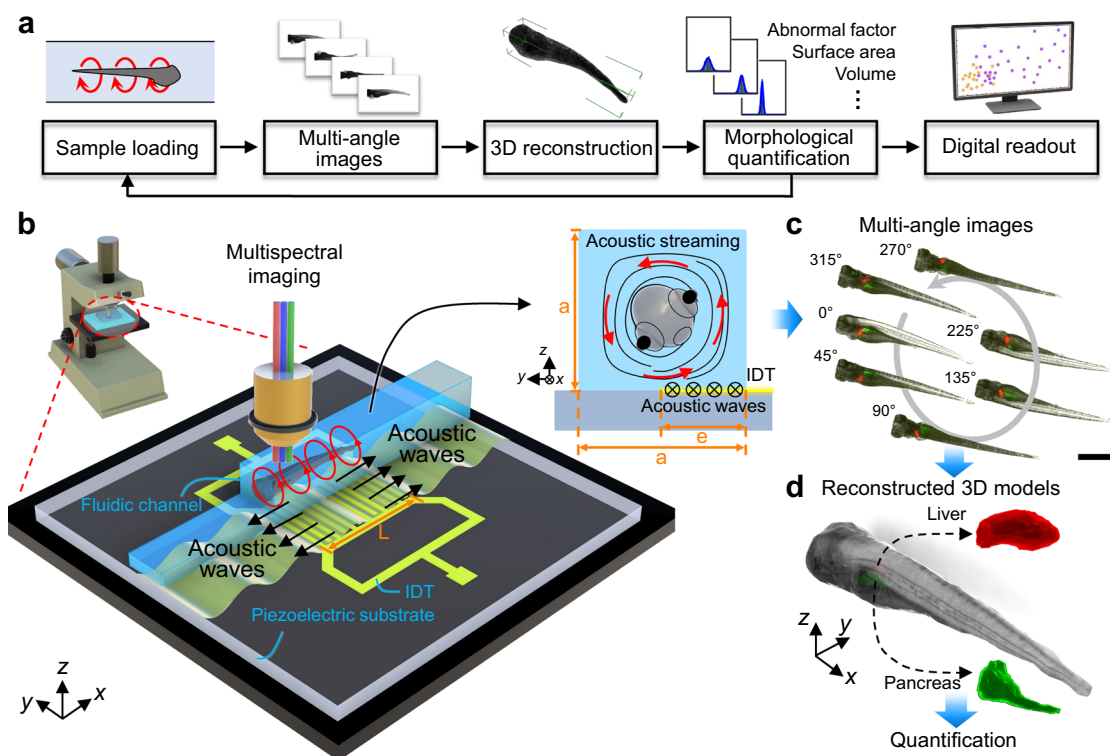 a
Abnormal factor
Surface area
Volume
⋮
Sample loading
Multi-angle
images
3D reconstruction
Morphological
quantification
Digital readout
b
Multispectral
imaging
Acoustic streaming
a
z
y
x
IDT
Acoustic waves
e
a
Acoustic
waves
Fluidic channel
L
Acoustic
waves
IDT
Piezoelectric substrate
z
y
x
c
Multi-angle images
270°
315°
0°
225°
45°
135°
90°
d
Reconstructed 3D models
Liver
z
y
x
Pancreas
Quantification